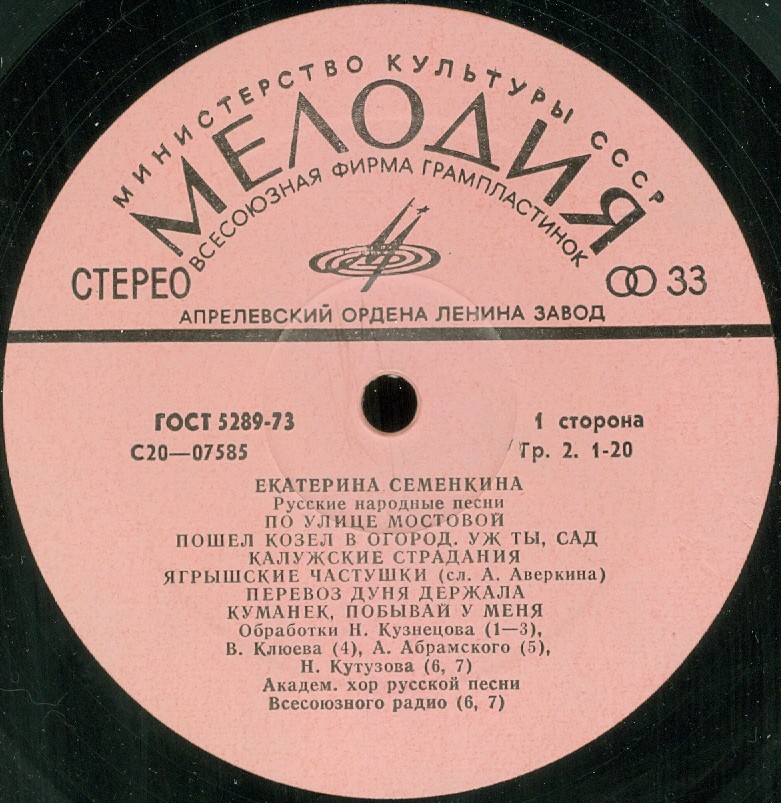 МИНИСТЕРСТВО КУЛЬТУРЫ СССР
МЕЛОДИЯ
ВСЕСОЮЗНАЯ ФИРМА ГРАМПЛАСТИНОК
СТЕРЕО
33
АПРЕЛЕВСКИЙ ОРДЕНА ЛЕНИНА ЗАВОД
ГОСТ 5289-73
1 сторона
С20—07585
Гр. 2. 1-20
ЕКАТЕРИНА СЕМЕНКИНА
Русские народные песни
ПО УЛИЦЕ МОСТОВОЙ
ПОШЕЛ КОЗЕЛ В ОГОРОД. УЖ ТЫ, САД
КАЛУЖСКИЕ СТРАДАНИЯ
ЯГРЫШСКИЕ ЧАСТУШКИ (сл. А. Аверкина)
ПЕРЕВОЗ ДУНЯ ДЕРЖАЛА
КУМАНЕК, ПОБЫВАЙ У МЕНЯ
Обработки Н. Кузнецова (1—3),
В. Клюева (4), А. Абрамского (5),
Н. Кутузова (6, 7)
Академ. хор русской песни
Всесоюзного радио (6, 7)